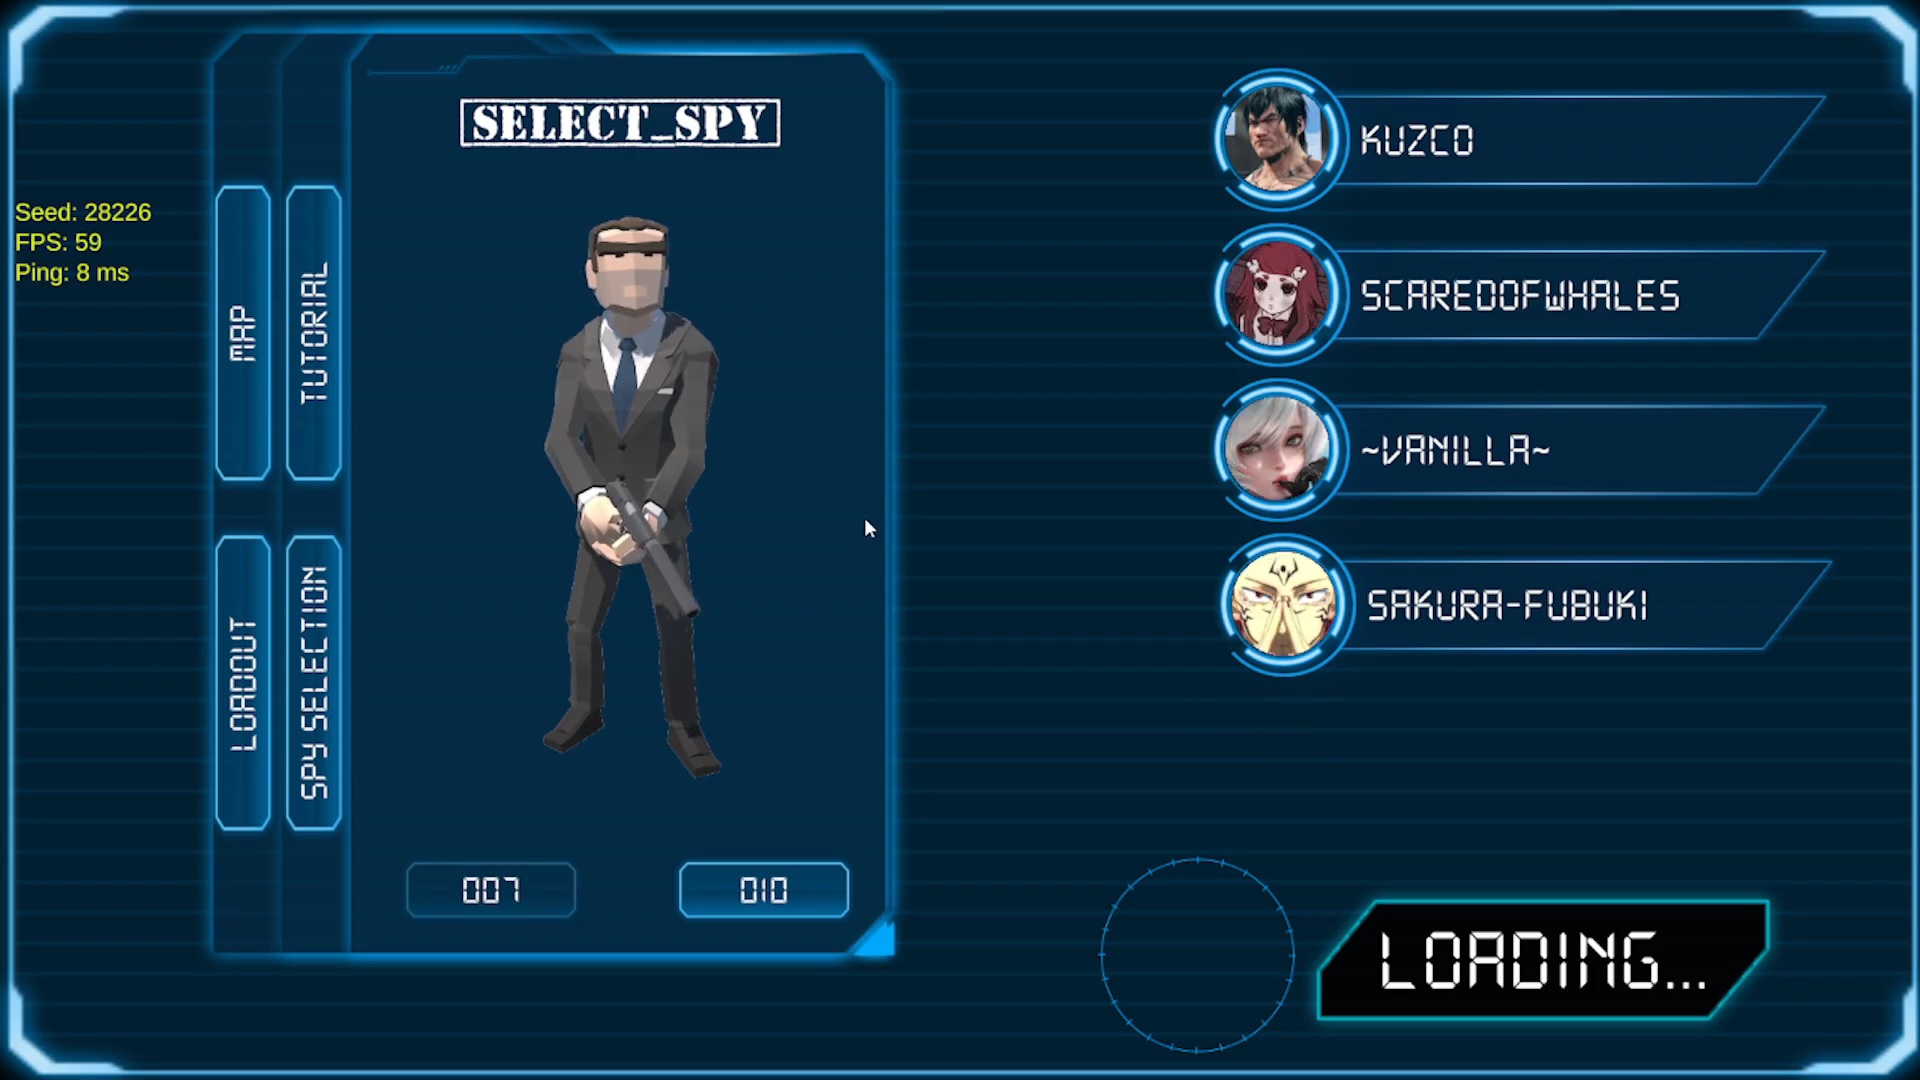 SELECT_SPY
Seed: 28226
FPS: 59
Ping: 8 ms
MAP
TUTORIAL
LOADOUT
SPY SELECTION
007
010
KUZCO
SCAREDOFWHALES
~VANILLA~
SAKURA-FUBUKI
LOADING...